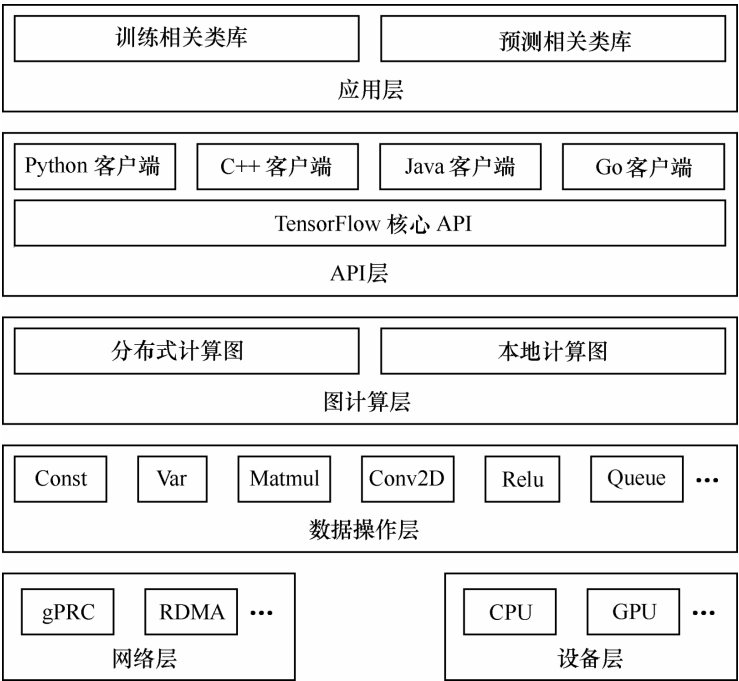 训练相关类库 预测相关类库
应用层
Python 客户端 C++ 客户端 Java 客户端 Go 客户端
TensorFlow 核心 API
API层
分布式计算图 本地计算图
图计算层
Const Var Matmul Conv2D Relu Queue ···
数据操作层
gPRC RDMA ··· CPU GPU ···
网络层 设备层